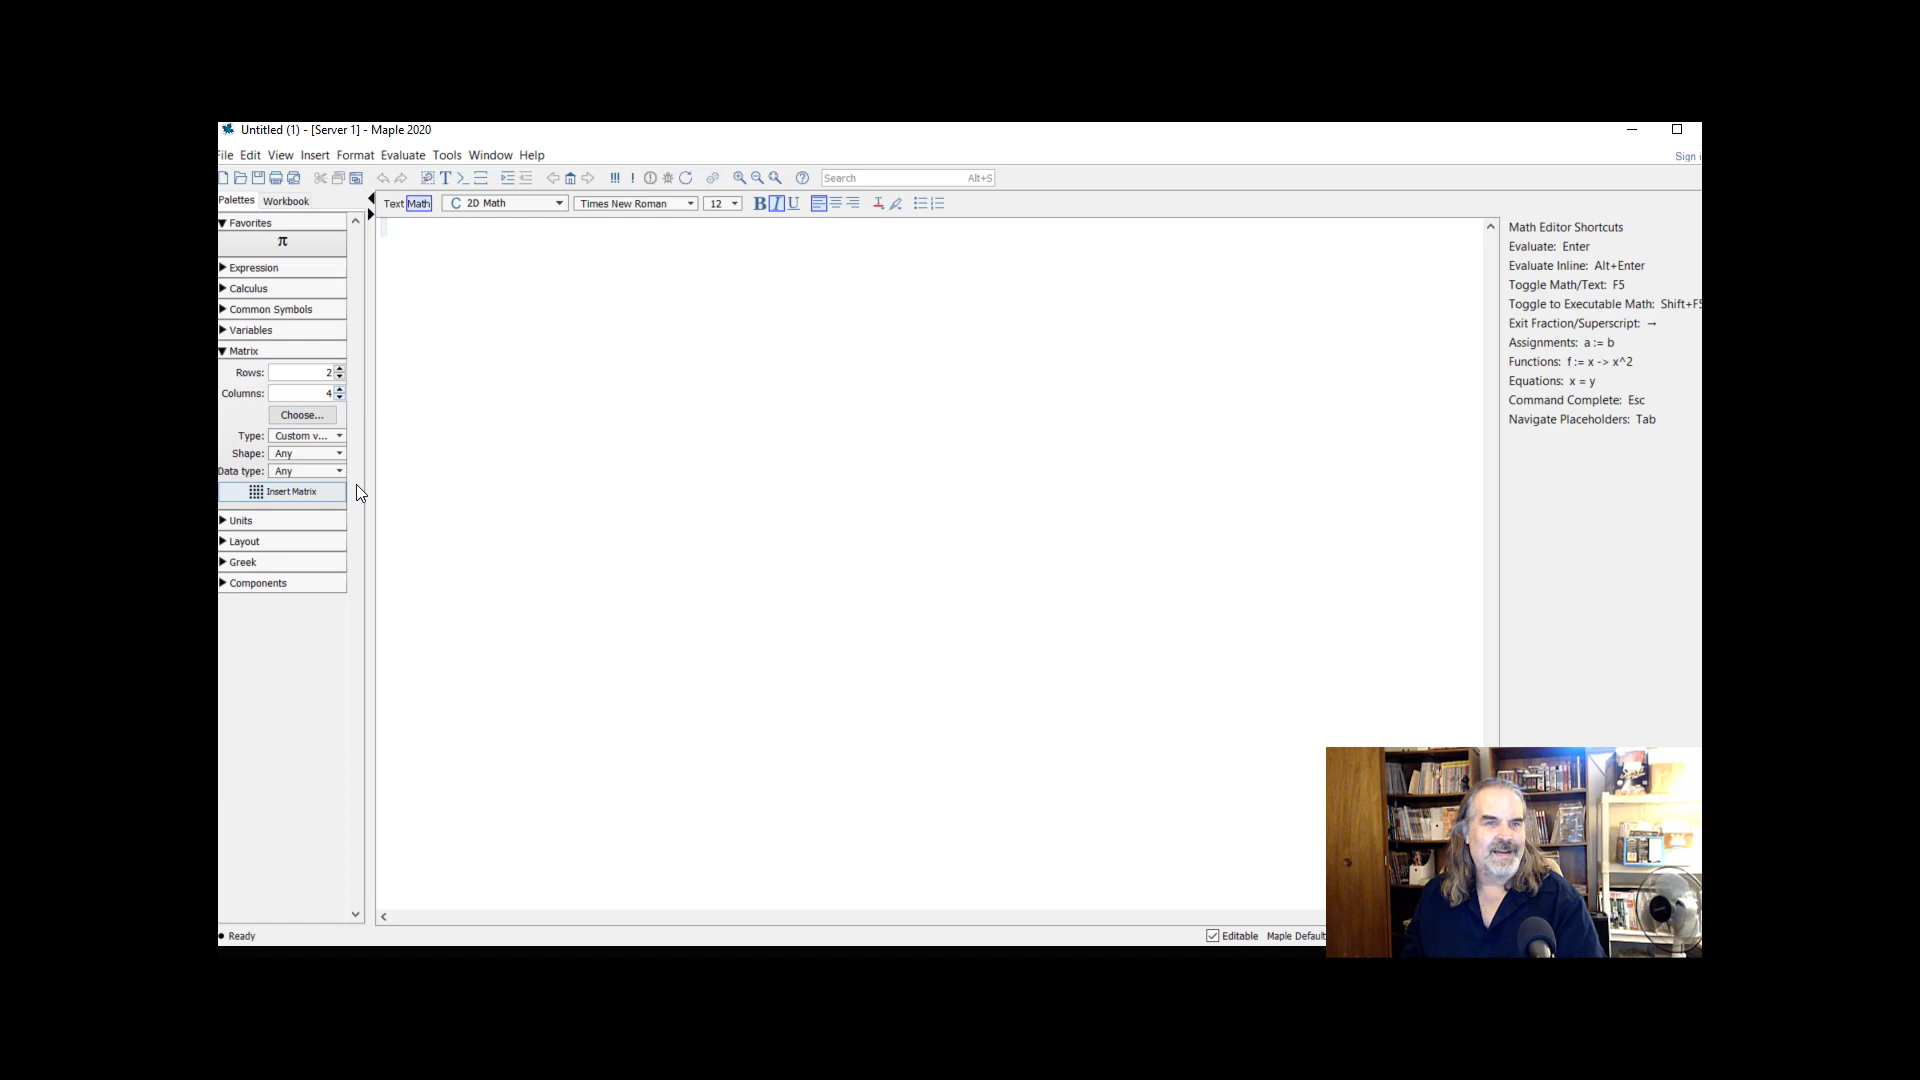 Untitled (1) - [Server 1] - Maple 2020
File Edit View Insert Format Evaluate Tools Window Help
Sign i
Search Alt+S
Palettes Workbook
Text Math C 2D Math Times New Roman 12 B I U
Favorites
π
Expression
Calculus
Common Symbols
Variables
Matrix
Rows: 2
Columns: 4
Choose...
Type: Custom v...
Shape: Any
Data type: Any
Insert Matrix
Units
Layout
Greek
Components
Math Editor Shortcuts
Evaluate: Enter
Evaluate Inline: Alt+Enter
Toggle Math/Text: F5
Toggle to Executable Math: Shift+F5
Exit Fraction/Superscript: →
Assignments: a := b
Functions: f := x -> x^2
Equations: x = y
Command Complete: Esc
Navigate Placeholders: Tab
Ready
Editable Maple Default